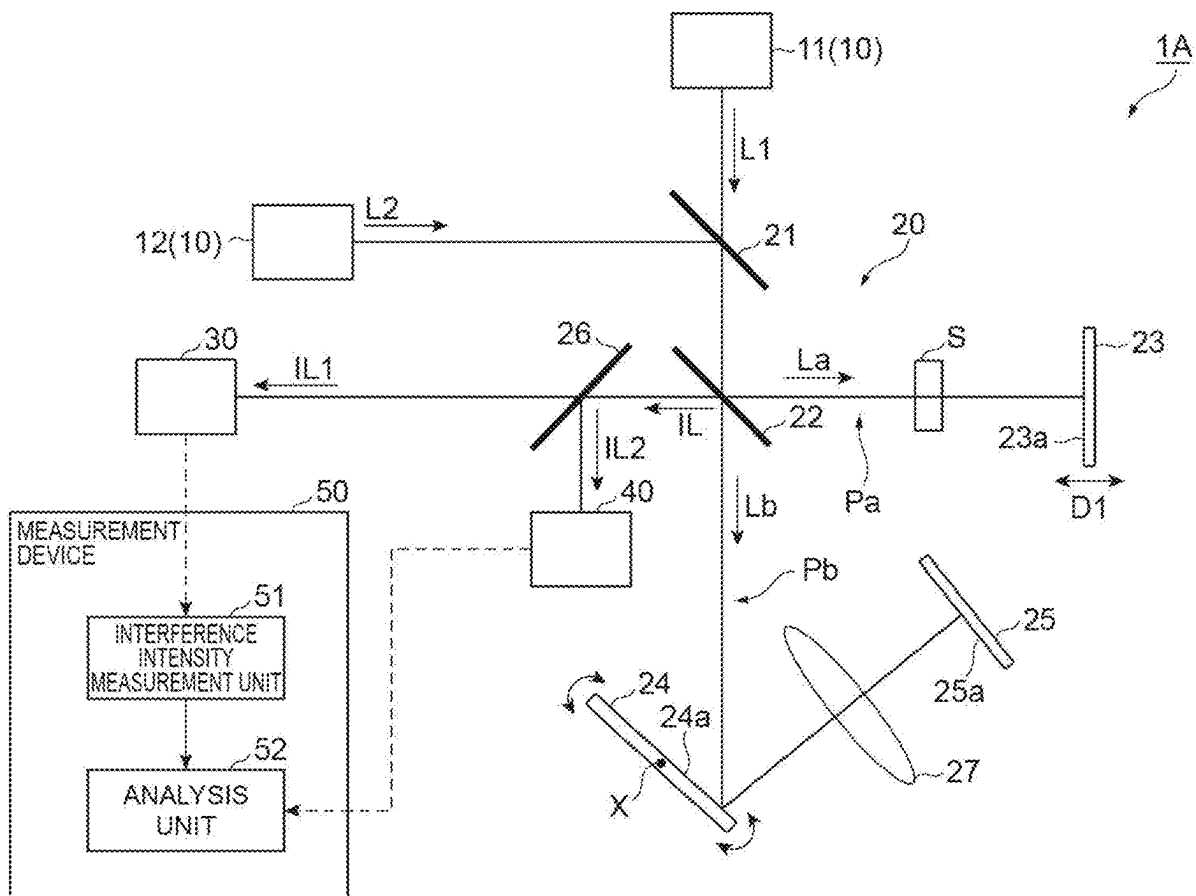 11(10)
1A
L1
L2
12(10)
21
20
30
IL1
26
La
S
23
IL
22
23a
IL2
40
Lb
Pa
D1
50
MEASUREMENT
DEVICE
Pb
51
INTERFERENCE
INTENSITY
MEASUREMENT UNIT
25
25a
24
24a
27
52
X
ANALYSIS
UNIT